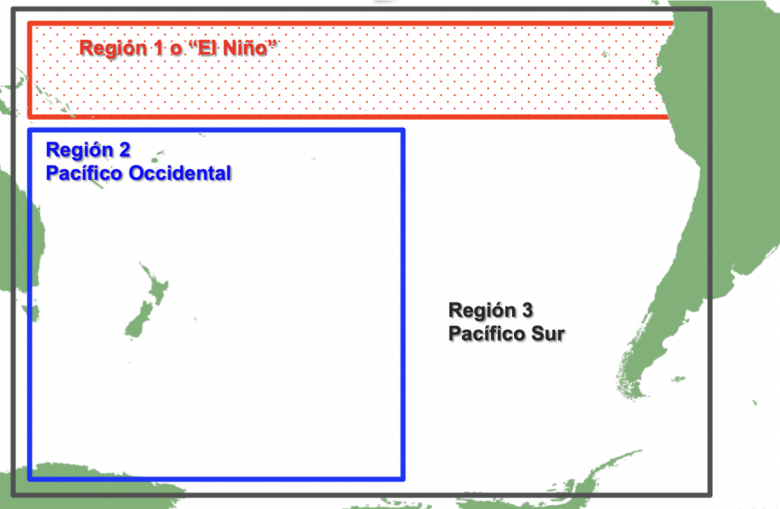 Región 1 o “El Niño”
Región 2
Pacífico Occidental
Región 3
Pacífico Sur